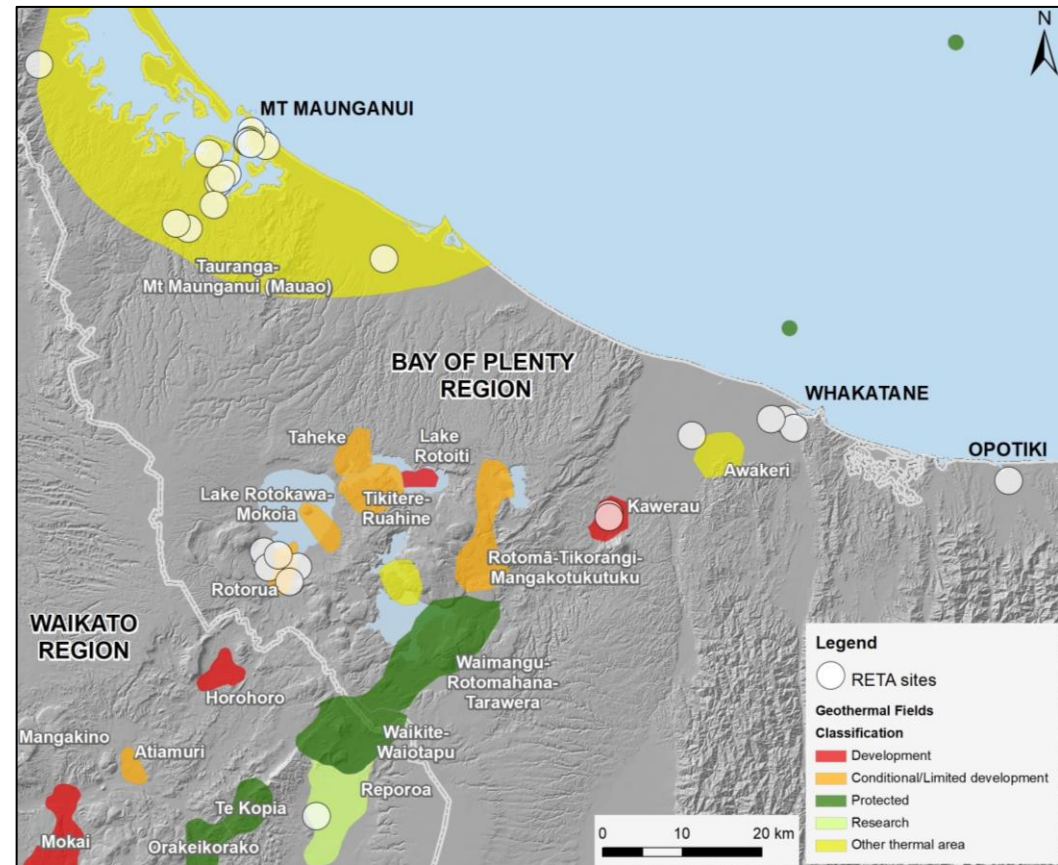 N
MT MAUNGANUI
Tauranga-
Mt Maunganui (Mauao)
BAY OF PLENTY
REGION
WHAKATANE
OPOTIKI
Taheke
Lake
Rotoiti
Awakeri
Lake Rotokawa-
Mokoia
Tikitere-
Ruahine
Kawerau
Rotomā-Tikorangi-
Mangakotukutuku
Rotorua
WAIKATO
REGION
Waimangu-
Rotomahana-
Tarawera
Horohoro
Waikite-
Waiotapu
Mangakino
Atiamuri
Reporoa
Te Kopia
Mokai
Orakeikorako
0 10 20 km
Legend
RETA sites
Geothermal Fields
Classification
Development
Conditional/Limited development
Protected
Research
Other thermal area